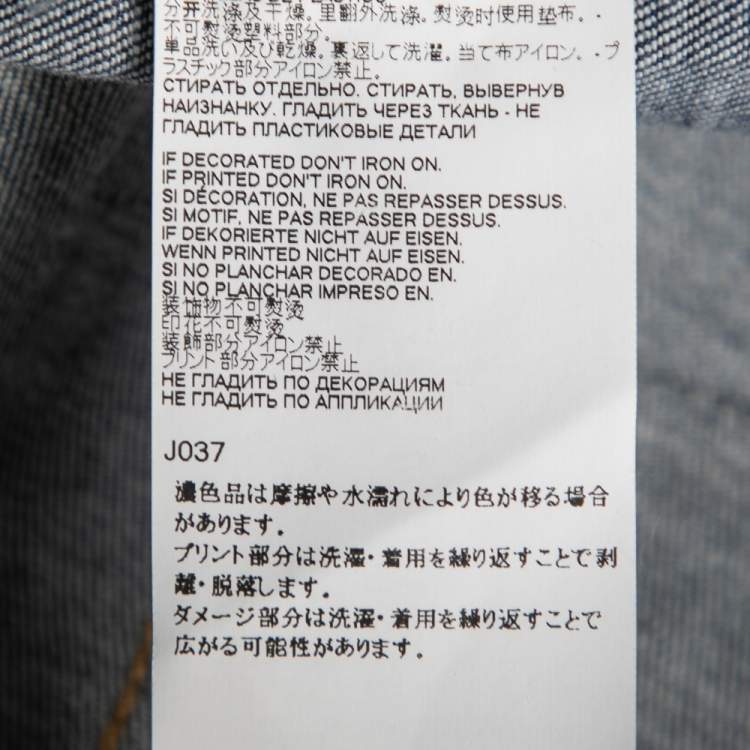 分开洗涤及干燥。里翻外洗涤。熨烫时使用垫布。-
不可熨烫塑料部分。
単品洗い及び乾燥。裏返して洗濯。当て布アイロン。-プ
ラスチック部分アイロン禁止。
СТИРАТЬ ОТДЕЛЬНО. СТИРАТЬ, ВЫВЕРНУВ
НАИЗНАНКУ. ГЛАДИТЬ ЧЕРЕЗ ТКАНЬ - НЕ
ГЛАДИТЬ ПЛАСТИКОВЫЕ ДЕТАЛИ
IF DECORATED DON'T IRON ON.
IF PRINTED DON'T IRON ON.
SI DÉCORATION, NE PAS REPASSER DESSUS.
SI MOTIF, NE PAS REPASSER DESSUS.
IF DEKORIERTE NICHT AUF EISEN.
WENN PRINTED NICHT AUF EISEN.
SI NO PLANCHAR DECORADO EN.
SI NO PLANCHAR IMPRESO EN.
装饰物不可熨烫
印花不可熨烫
装飾部分アイロン禁止
プリント部分アイロン禁止
НЕ ГЛАДИТЬ ПО ДЕКОРАЦИЯМ
НЕ ГЛАДИТЬ ПО АППЛИКАЦИИ
J037
濃色品は摩擦や水濡れにより色が移る場合
があります。
プリント部分は洗濯・着用を繰り返すことで剥
離・脱落します。
ダメージ部分は洗濯・着用を繰り返すことで
広がる可能性があります。